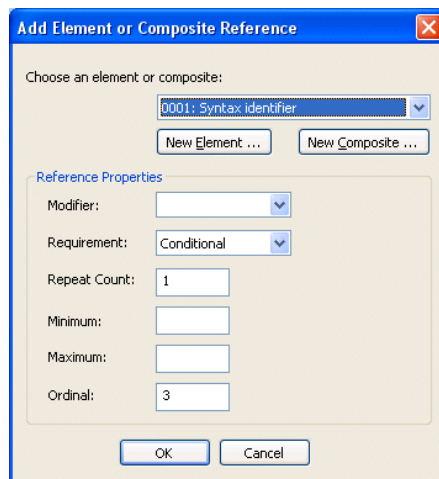 Add Element or Composite Reference
Choose an element or composite:
0001: Syntax identifier
New Element ... New Composite ...
Reference Properties
Modifier:
Requirement: Conditional
Repeat Count: 1
Minimum:
Maximum:
Ordinal: 3
OK Cancel